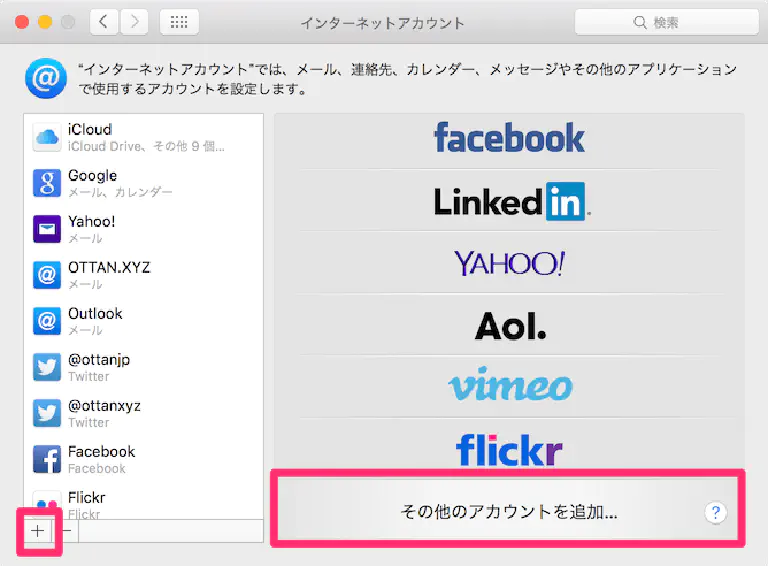 インターネットアカウント
検索
“インターネットアカウント”では、メール、連絡先、カレンダー、メッセージやその他のアプリケーション
で使用するアカウントを設定します。
iCloud
iCloud Drive、その他 9 個...
Google
メール、カレンダー
Yahoo!
メール
OTTAN.XYZ
メール
Outlook
メール
@ottanjp
Twitter
@ottanxyz
Twitter
Facebook
Facebook
Flickr
Flickr
facebook
LinkedIn
YAHOO!
Aol.
vimeo
flickr
その他のアカウントを追加...
?